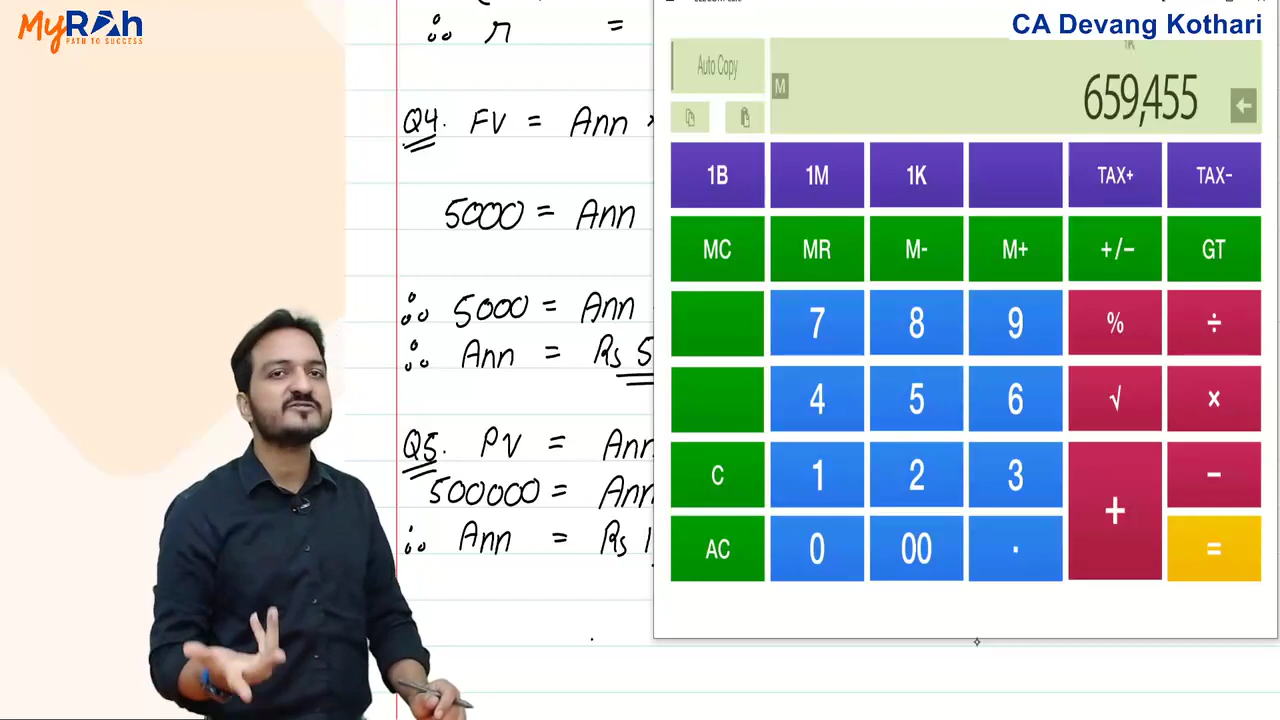 MyRAh
PATH TO SUCCESS
CA Devang Kothari
∴ r =
Q4. FV = Ann ×
5000 = Ann
∴ 5000 = Ann
∴ Ann = Rs 5
Q5. PV = Ann
500000 = Ann
∴ Ann = Rs 1
Auto Copy
M
1K
659,455
1B 1M 1K TAX+ TAX−
MC MR M- M+ +/− GT
7 8 9 % ÷
4 5 6 √ ×
C 1 2 3 + −
AC 0 00 . =